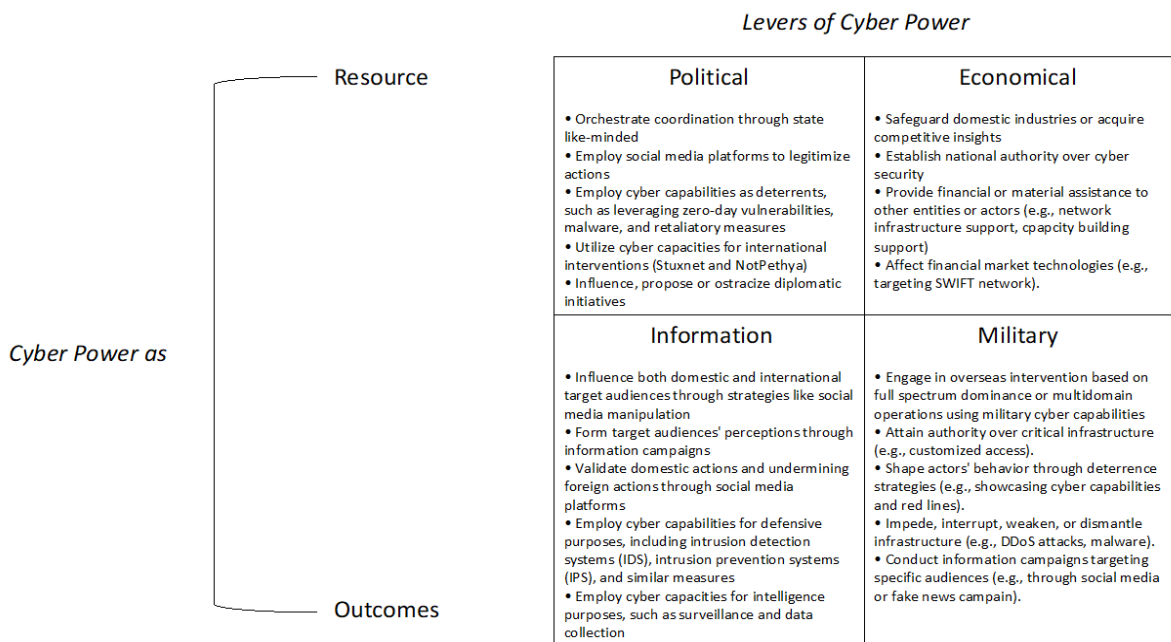 Levers of Cyber Power
Resource
Political
• Orchestrate coordination through state
like-minded
• Employ social media platforms to legitimize
actions
• Employ cyber capabilities as deterrents,
such as leveraging zero-day vulnerabilities,
malware, and retaliatory measures
• Utilize cyber capacities for international
interventions (Stuxnet and NotPethya)
• Influence, propose or ostracize diplomatic
initiatives
Economical
• Safeguard domestic industries or acquire
competitive insights
• Establish national authority over cyber
security
• Provide financial or material assistance to
other entities or actors (e.g., network
infrastructure support, cpapcity building
support)
• Affect financial market technologies (e.g.,
targeting SWIFT network).
Cyber Power as
Information
• Influence both domestic and international
target audiences through strategies like social
media manipulation
• Form target audiences' perceptions through
information campaigns
• Validate domestic actions and undermining
foreign actions through social media
platforms
• Employ cyber capabilities for defensive
purposes, including intrusion detection
systems (IDS), intrusion prevention systems
(IPS), and similar measures
• Employ cyber capacities for intelligence
purposes, such as surveillance and data
collection
Military
• Engage in overseas intervention based on
full spectrum dominance or multidomain
operations using military cyber capabilities
• Attain authority over critical infrastructure
(e.g., customized access).
• Shape actors' behavior through deterrence
strategies (e.g., showcasing cyber capabilities
and red lines).
• Impede, interrupt, weaken, or dismantle
infrastructure (e.g., DDoS attacks, malware).
• Conduct information campaigns targeting
specific audiences (e.g., through social media
or fake news campain).
Outcomes